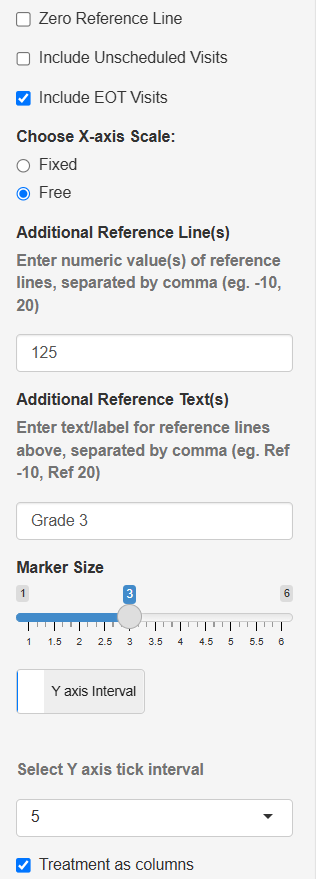 Zero Reference Line
Include Unscheduled Visits
Include EOT Visits
Choose X-axis Scale:
Fixed
Free
Additional Reference Line(s)
Enter numeric value(s) of reference
lines, separated by comma (eg. -10,
20)
125
Additional Reference Text(s)
Enter text/label for reference lines
above, separated by comma (eg. Ref
-10, Ref 20)
Grade 3
Marker Size
1 3 6
1 1.5 2 2.5 3 3.5 4 4.5 5 5.5 6
Y axis Interval
Select Y axis tick interval
5
Treatment as columns